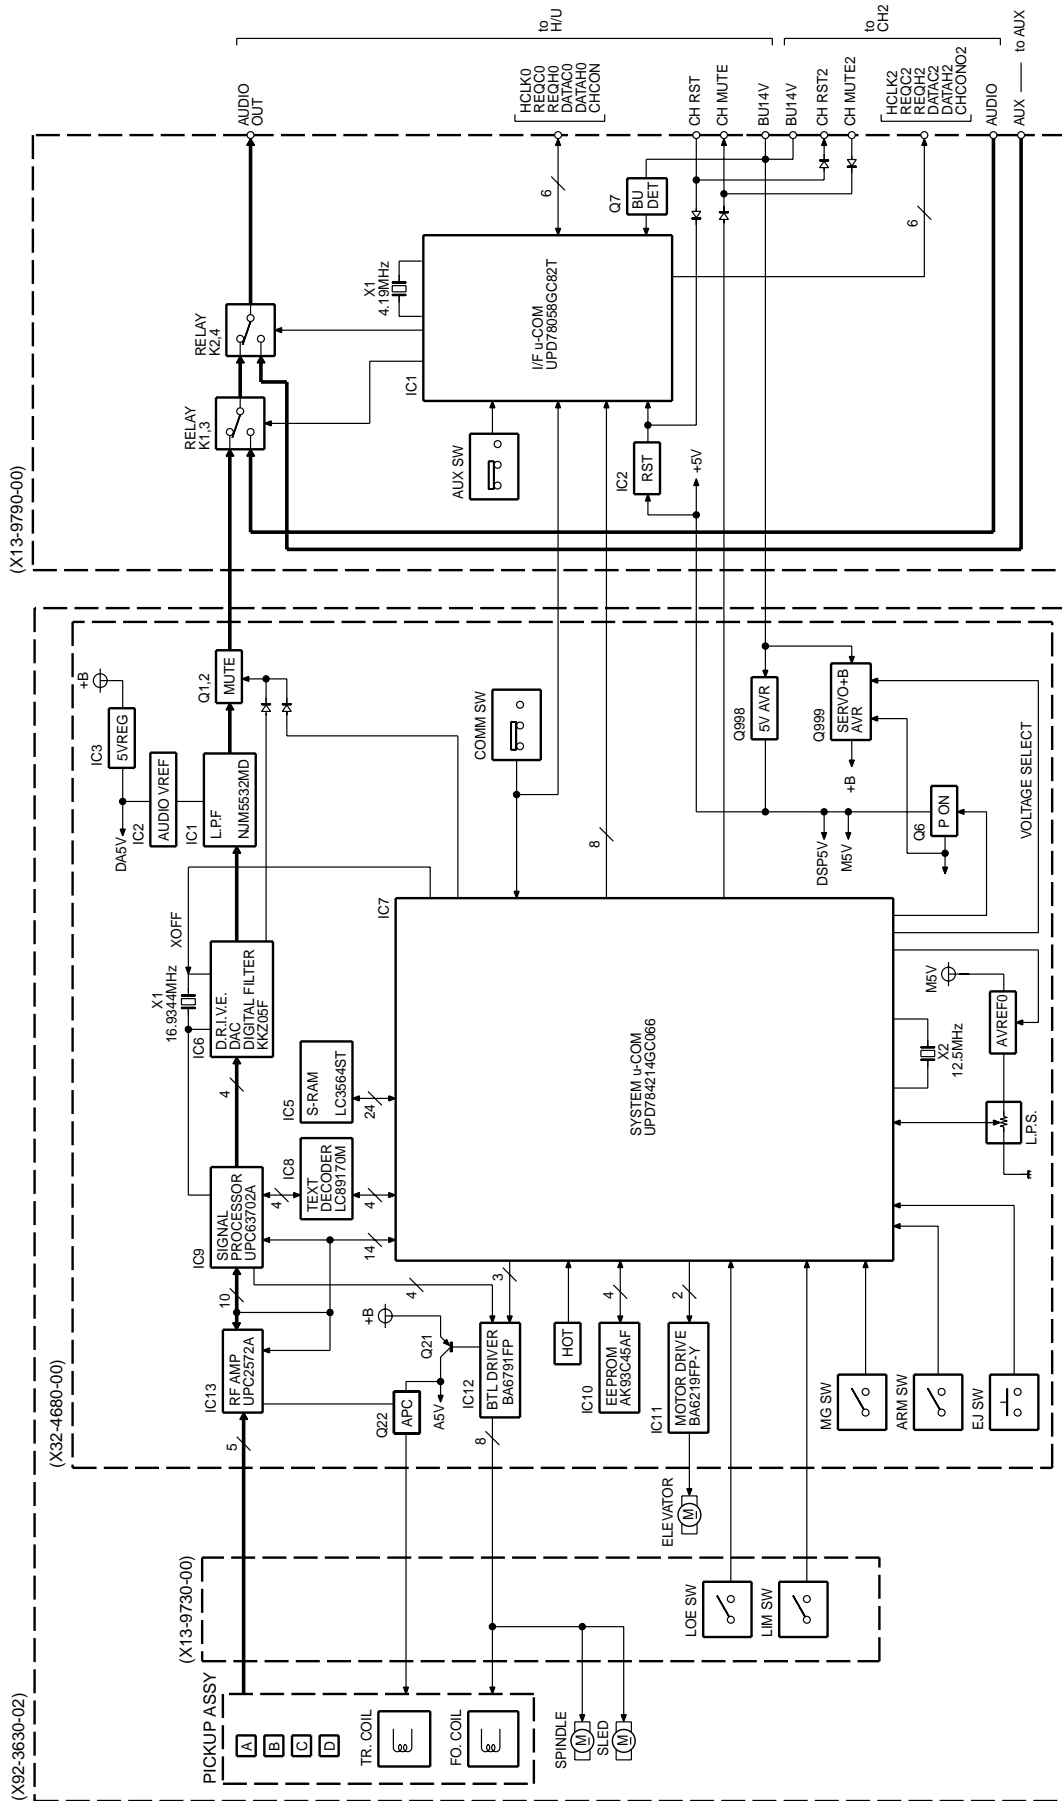 (X92-3630-02)
PICKUP ASSY
A
B
C
D
TR. COIL
FO. COIL
SPINDLE
M
SLED
M
(X13-9730-00)
LOE SW
LIM SW
ELEVATOR
M
(X32-4680-00)
5
IC13
RF AMP
UPC2572A
10
IC9
SIGNAL
PROCESSOR
UPC63702A
4
X1
16.9344MHz
XOFF
IC6
D.R.I.V.E.
DAC
DIGITAL FILTER
KKZ05F
DA5V
IC3
5VREG
+B
IC2
AUDIO VREF
IC1
L.P.F
NJM5532MD
Q1,2
MUTE
Q22
APC
A5V
Q21
+B
4
14
4
IC8
TEXT
DECODER
LC89170M
4
IC5
S-RAM
LC3564ST
24
8
IC12
BTL DRIVER
BA6791FP
3
HOT
IC10
EEPROM
AK93C45AF
4
IC11
MOTOR DRIVE
BA6219FP-Y
2
MG SW
ARM SW
EJ SW
IC7
SYSTEM u-COM
UPD784214GC066
COMM SW
8
X2
12.5MHz
L.P.S.
AVREF0
M5V
DSP5V
M5V
Q6
P ON
Q998
5V AVR
Q999
SERVO+B
AVR
+B
VOLTAGE SELECT
(X13-9790-00)
RELAY
K1,3
RELAY
K2,4
X1
4.19MHz
IC1
I/F u-COM
UPD78058GC82T
AUX SW
IC2
RST
+5V
Q7
BU
DET
6
6
AUDIO
OUT
HCLK0
REQC0
REQH0
DATAC0
DATAH0
CHCON
to
H/U
CH RST
CH MUTE
BU14V
BU14V
CH RST2
CH MUTE2
HCLK2
REQC2
REQH2
DATAC2
DATAH2
CHCONO2
to
CH2
AUDIO
AUX
to AUX